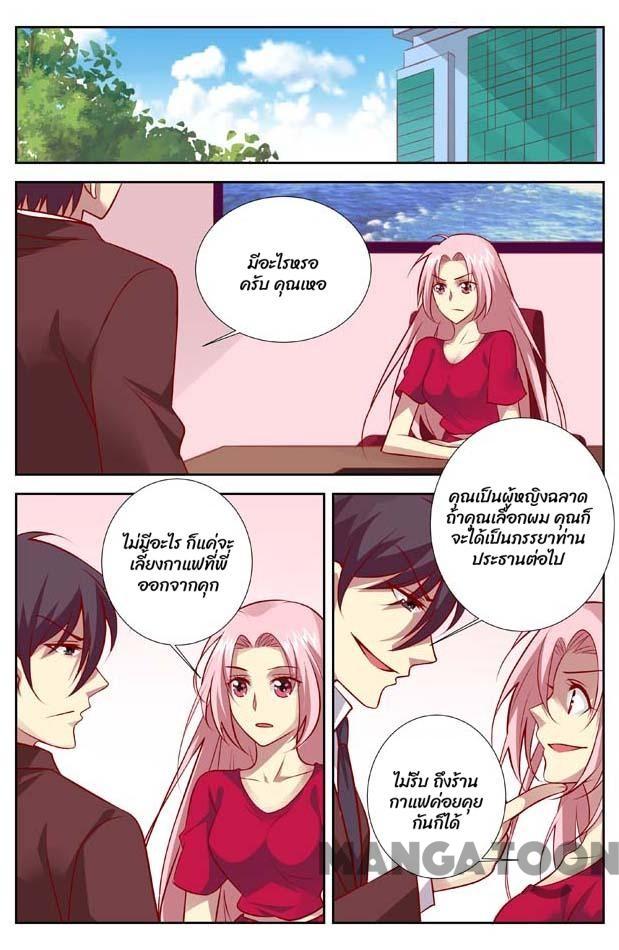 มีอะไรหรอ
ครับ คุณเหอ
ไม่มีอะไร ก็แค่จะ
เลี้ยงกาแฟที่พี่
ออกจากคุก
คุณเป็นผู้หญิงฉลาด
ถ้าคุณเลือกผม คุณก็
จะได้เป็นภรรยาท่าน
ประธานต่อไป
ไม่รีบ ถึงร้าน
กาแฟค่อยคุย
กันก็ได้
MANGATOON